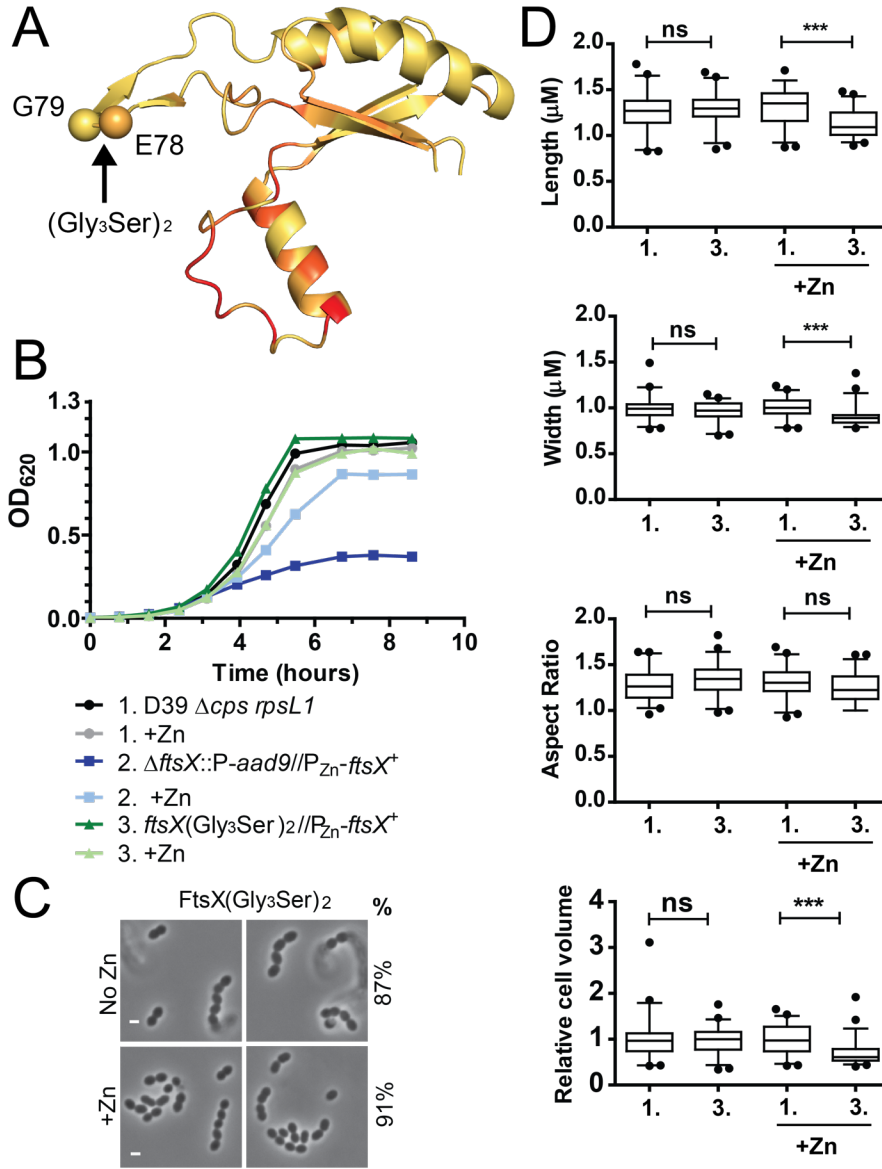 A
G79
E78
(Gly₃Ser)₂
B
OD₆₂₀
1.3
1.0
0.5
0.0
0 2 4 6 8 10
Time (hours)
1. D39 Δcps rpsL1
1. +Zn
2. ΔftsX::P-aad9//P_Zn-ftsX⁺
2. +Zn
3. ftsX(Gly₃Ser)₂//P_Zn-ftsX⁺
3. +Zn
C
FtsX(Gly₃Ser)₂
%
No Zn
87%
+Zn
91%
D
Length (μM)
2.0
1.5
1.0
0.5
0.0
ns
***
1. 3. 1. 3.
+Zn
Width (μM)
2.0
1.5
1.0
0.5
0.0
ns
***
1. 3. 1. 3.
+Zn
Aspect Ratio
2.0
1.5
1.0
0.5
0.0
ns
ns
1. 3. 1. 3.
+Zn
Relative cell volume
4
3
2
1
0
ns
***
1. 3. 1. 3.
+Zn